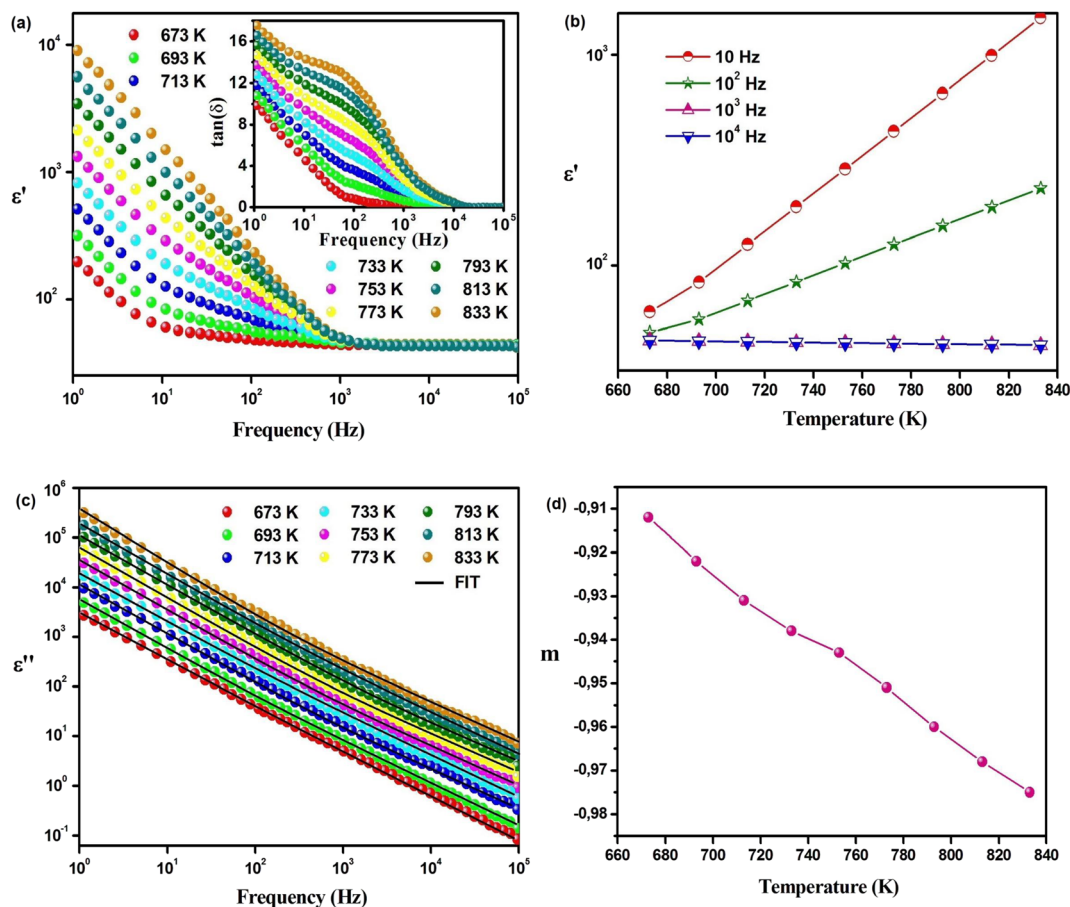 (a)
10⁴
10³
10²
ε'
673 K
693 K
713 K
16
12
8
4
0
tan(δ)
10⁰ 10¹ 10² 10³ 10⁴ 10⁵
Frequency (Hz)
733 K 793 K
753 K 813 K
773 K 833 K
10⁰ 10¹ 10² 10³ 10⁴ 10⁵
Frequency (Hz)
(b)
10³
10²
ε'
10 Hz
10² Hz
10³ Hz
10⁴ Hz
660 680 700 720 740 760 780 800 820 840
Temperature (K)
(c)
10⁶
10⁵
10⁴
10³
10²
10¹
10⁰
10⁻¹
ε''
673 K 733 K 793 K
693 K 753 K 813 K
713 K 773 K 833 K
FIT
10⁰ 10¹ 10² 10³ 10⁴ 10⁵
Frequency (Hz)
(d)
-0,91
-0,92
-0,93
-0,94
-0,95
-0,96
-0,97
-0,98
m
660 680 700 720 740 760 780 800 820 840
Temperature (K)